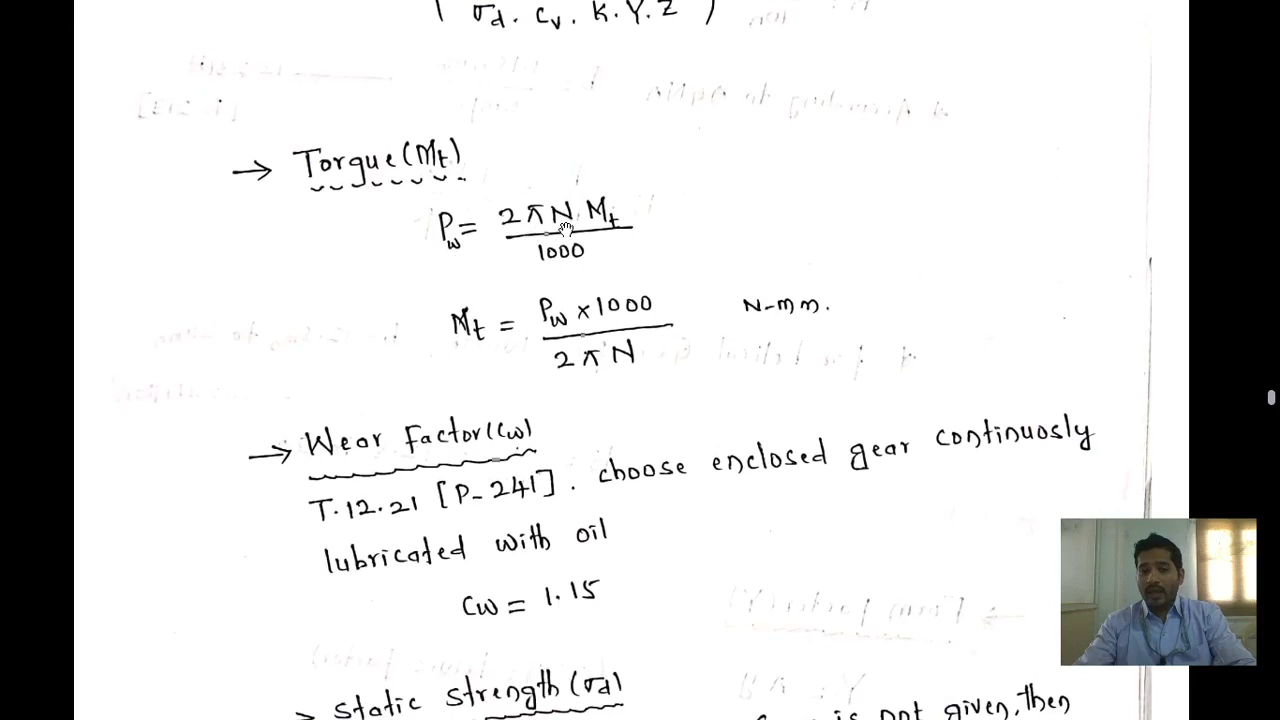 ( σd. Cv. K. Y. Z )
→ Torque(Mt)
Pw = 2πN Mt
1000
Mt = Pw x 1000 N-mm.
2πN
→ Wear Factor(Cw)
T.12.21 [P-241]. choose enclosed gear continuosly
lubricated with oil
Cw = 1.15
→ Static strength (σd)
is not given, then